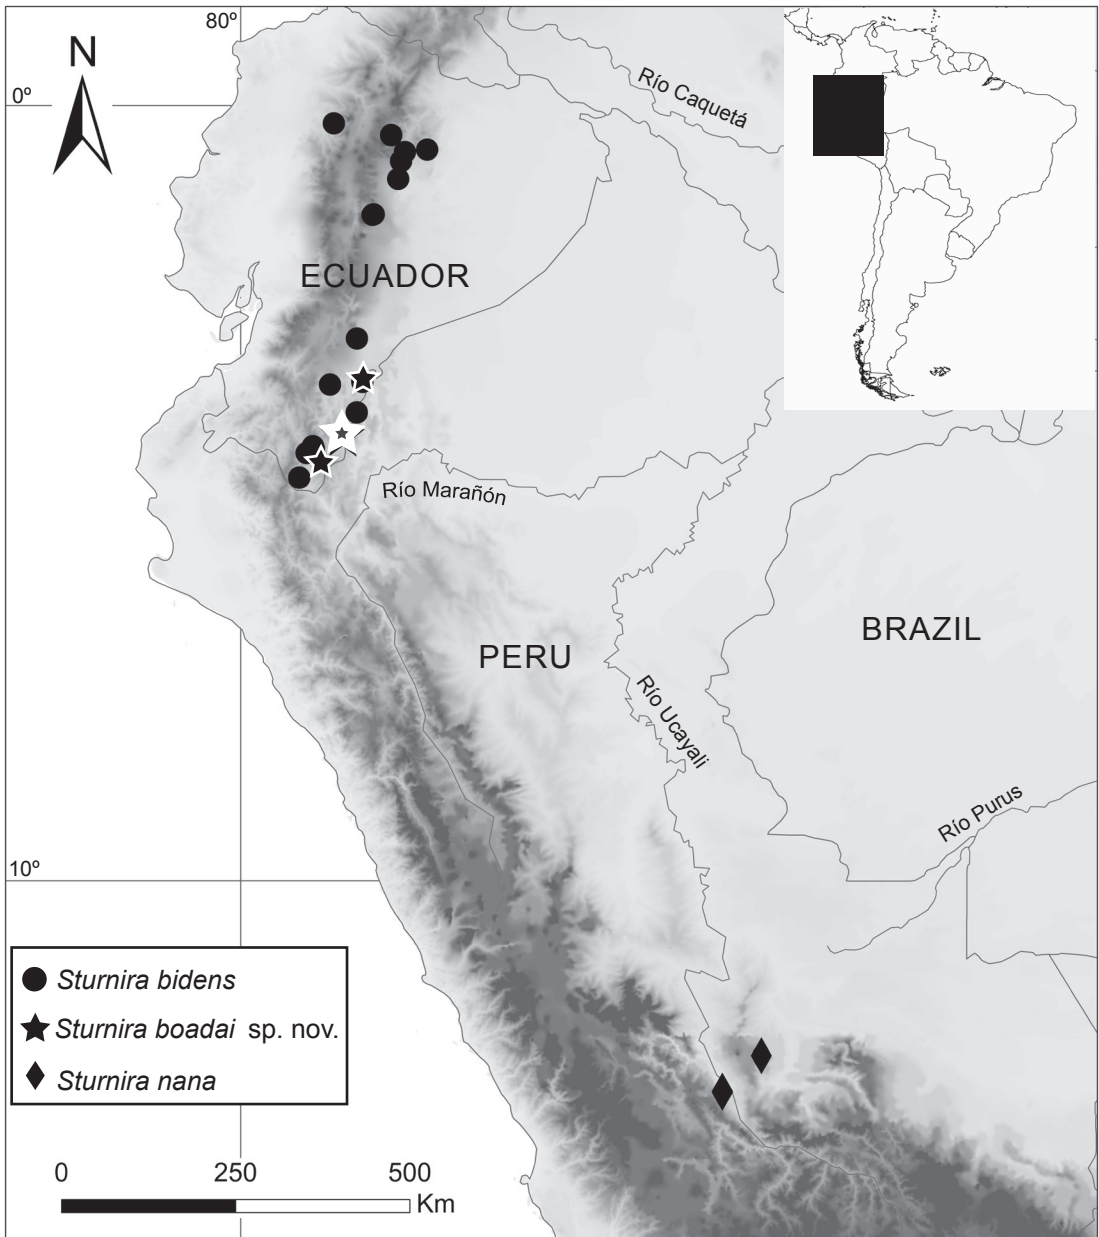 80º
N
0º
Río Caquetá
ECUADOR
Río Marañón
BRAZIL
PERU
Río Ucayali
Río Purus
10º
Sturnira bidens
Sturnira boadai sp. nov.
Sturnira nana
0 250 500
Km